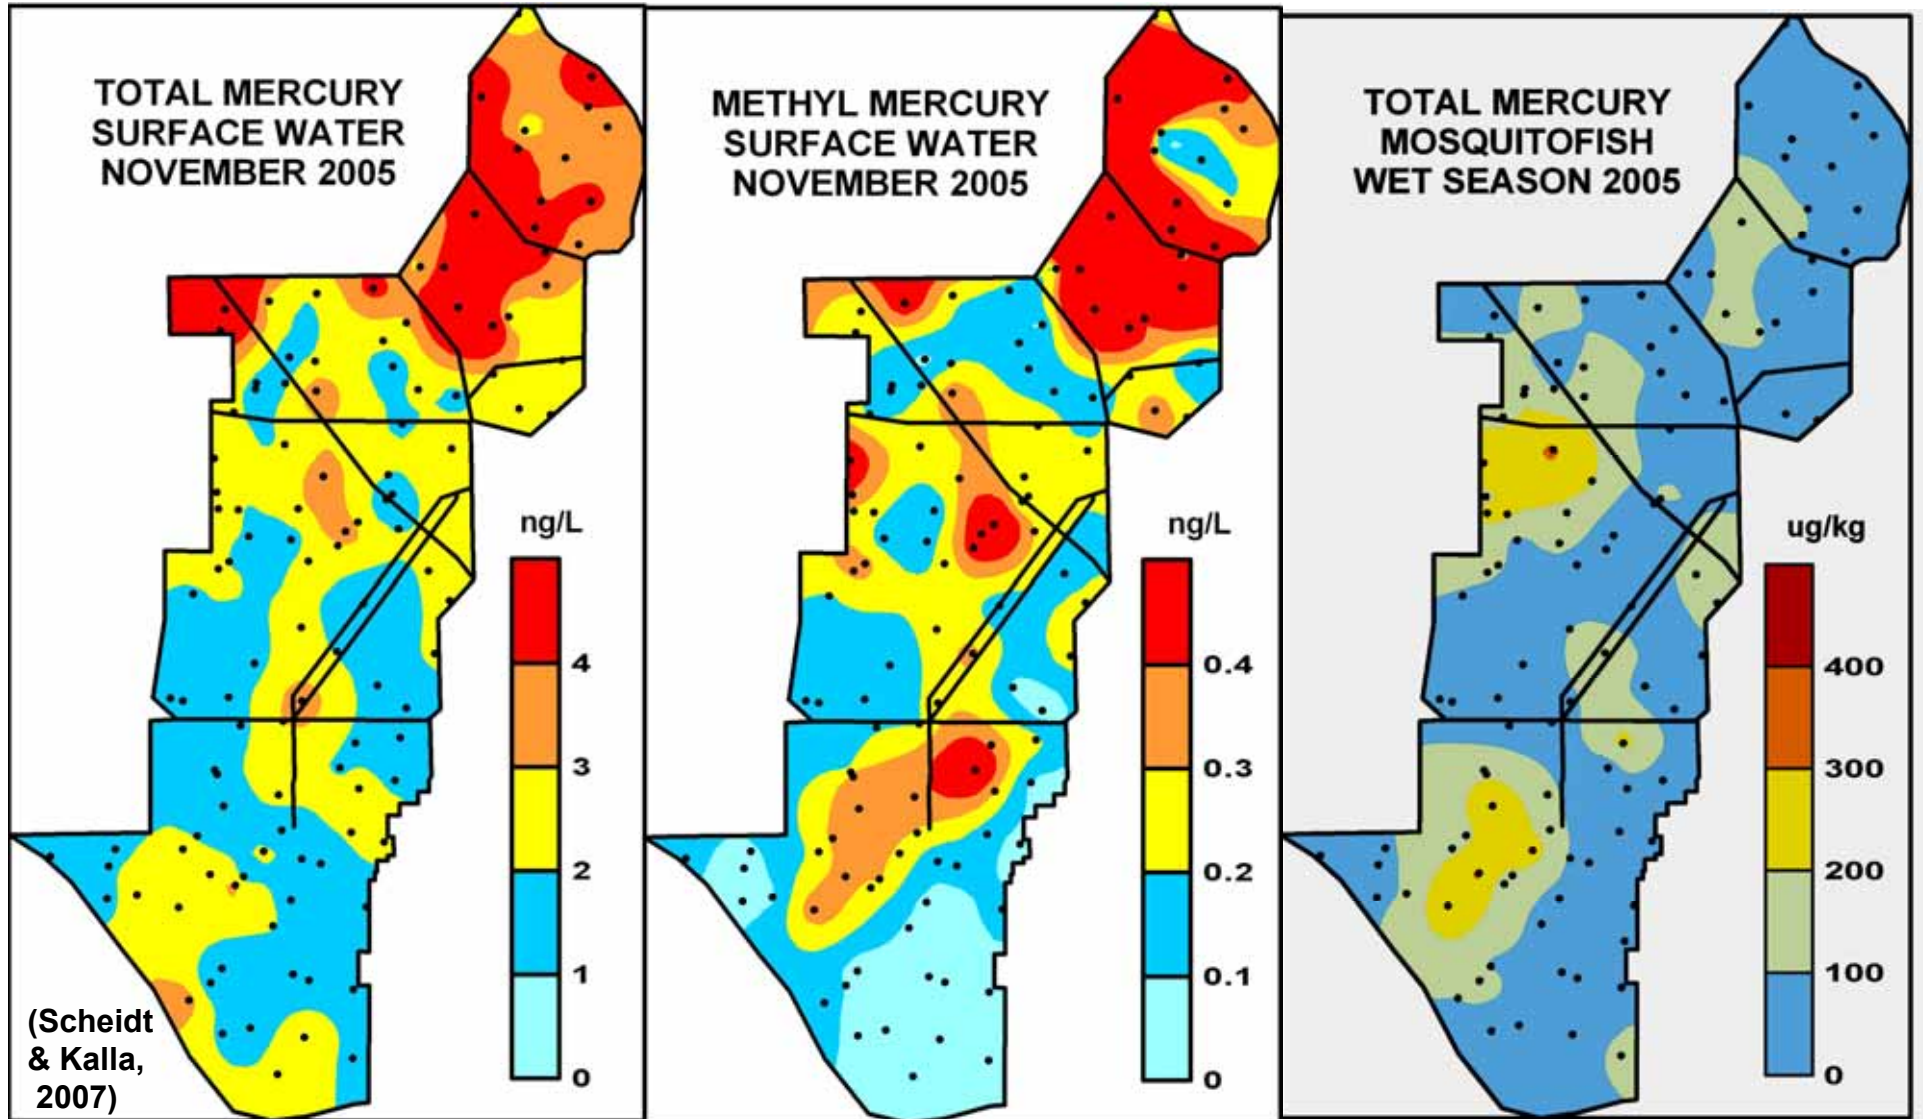 TOTAL MERCURY
SURFACE WATER
NOVEMBER 2005
ng/L
4
3
2
1
0
(Scheidt
& Kalla,
2007)
METHYL MERCURY
SURFACE WATER
NOVEMBER 2005
ng/L
0.4
0.3
0.2
0.1
0
TOTAL MERCURY
MOSQUITOFISH
WET SEASON 2005
ug/kg
400
300
200
100
0